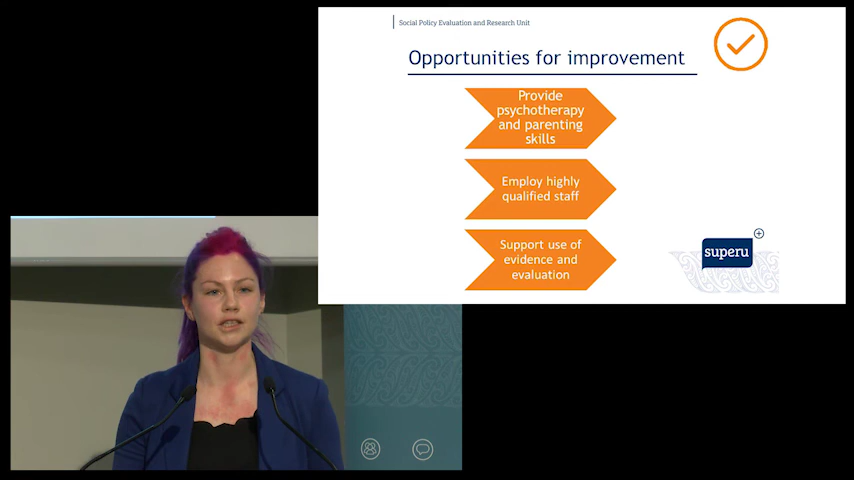 Social Policy Evaluation and Research Unit
Opportunities for improvement
Provide
psychotherapy
and parenting
skills
Employ highly
qualified staff
Support use of
evidence and
evaluation
superu